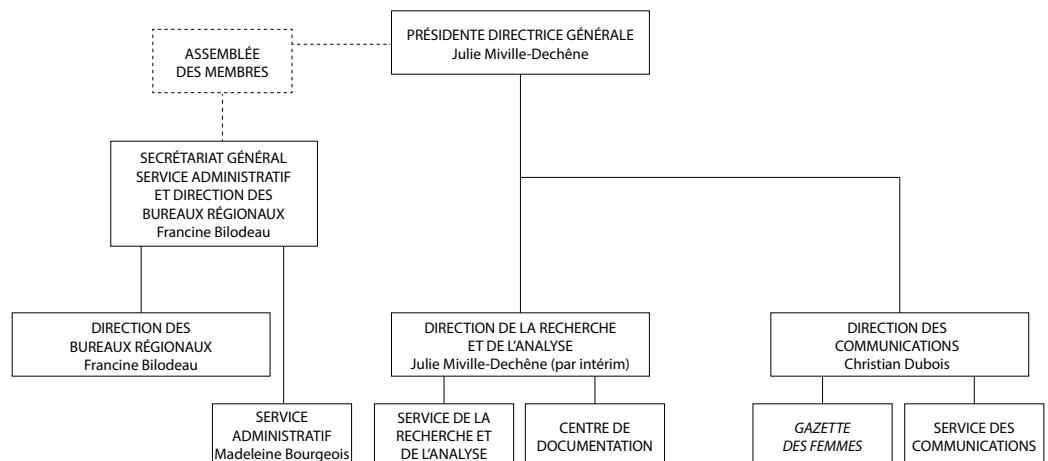 PRÉSIDENTE DIRECTRICE GÉNÉRALE
Julie Miville-Dechêne
ASSEMBLÉE
DES MEMBRES
SECRÉTARIAT GÉNÉRAL
SERVICE ADMINISTRATIF
ET DIRECTION DES
BUREAUX RÉGIONAUX
Francine Bilodeau
DIRECTION DES
BUREAUX RÉGIONAUX
Francine Bilodeau
DIRECTION DE LA RECHERCHE
ET DE L'ANALYSE
Julie Miville-Dechêne (par intérim)
DIRECTION DES
COMMUNICATIONS
Christian Dubois
SERVICE
ADMINISTRATIF
Madeleine Bourgeois
SERVICE DE LA
RECHERCHE ET
DE L'ANALYSE
CENTRE DE
DOCUMENTATION
GAZETTE
DES FEMMES
SERVICE DES
COMMUNICATIONS